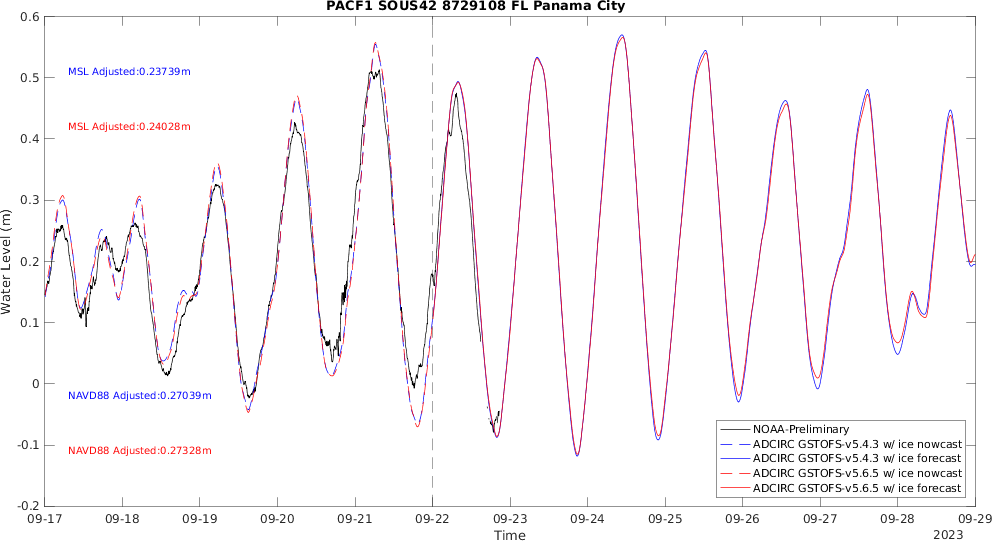 PACF1 SOUS42 8729108 FL Panama City
0.6
0.5
0.4
0.3
0.2
0.1
0
-0.1
-0.2
Water Level (m)
MSL Adjusted:0.23739m
MSL Adjusted:0.24028m
NAVD88 Adjusted:0.27039m
NAVD88 Adjusted:0.27328m
NOAA-Preliminary
ADCIRC GSTOFS-v5.4.3 w/ ice nowcast
ADCIRC GSTOFS-v5.4.3 w/ ice forecast
ADCIRC GSTOFS-v5.6.5 w/ ice nowcast
ADCIRC GSTOFS-v5.6.5 w/ ice forecast
09-17 09-18 09-19 09-20 09-21 09-22 09-23 09-24 09-25 09-26 09-27 09-28 09-29
Time
2023